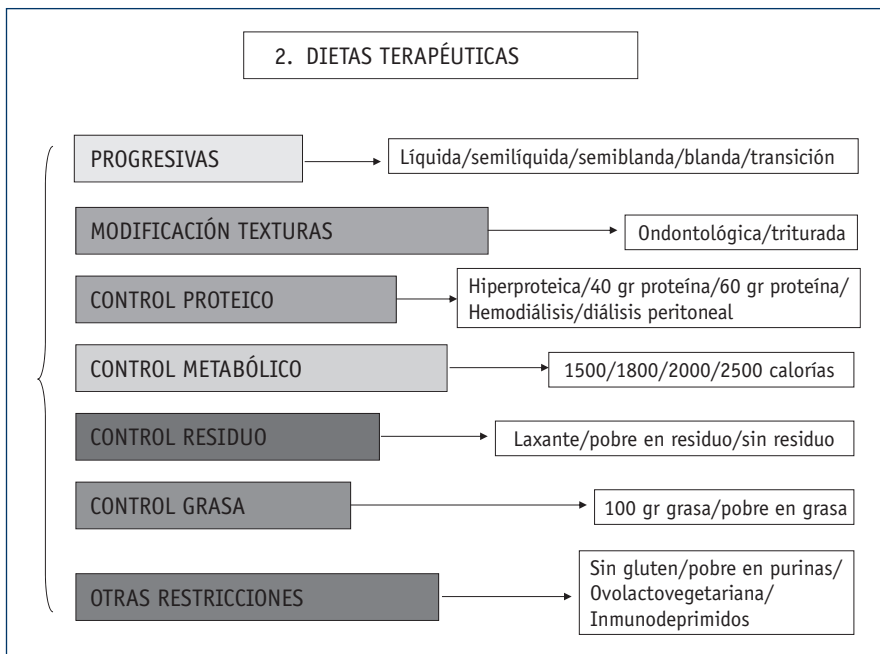 2. DIETAS TERAPÉUTICAS
PROGRESIVAS
Líquida/semilíquida/semiblanda/blanda/transición
MODIFICACIÓN TEXTURAS
Ondontológica/triturada
CONTROL PROTEICO
Hiperproteica/40 gr proteína/60 gr proteína/
Hemodiálisis/diálisis peritoneal
CONTROL METABÓLICO
1500/1800/2000/2500 calorías
CONTROL RESIDUO
Laxante/pobre en residuo/sin residuo
CONTROL GRASA
100 gr grasa/pobre en grasa
OTRAS RESTRICCIONES
Sin gluten/pobre en purinas/
Ovolactovegetariana/
Inmunodeprimidos